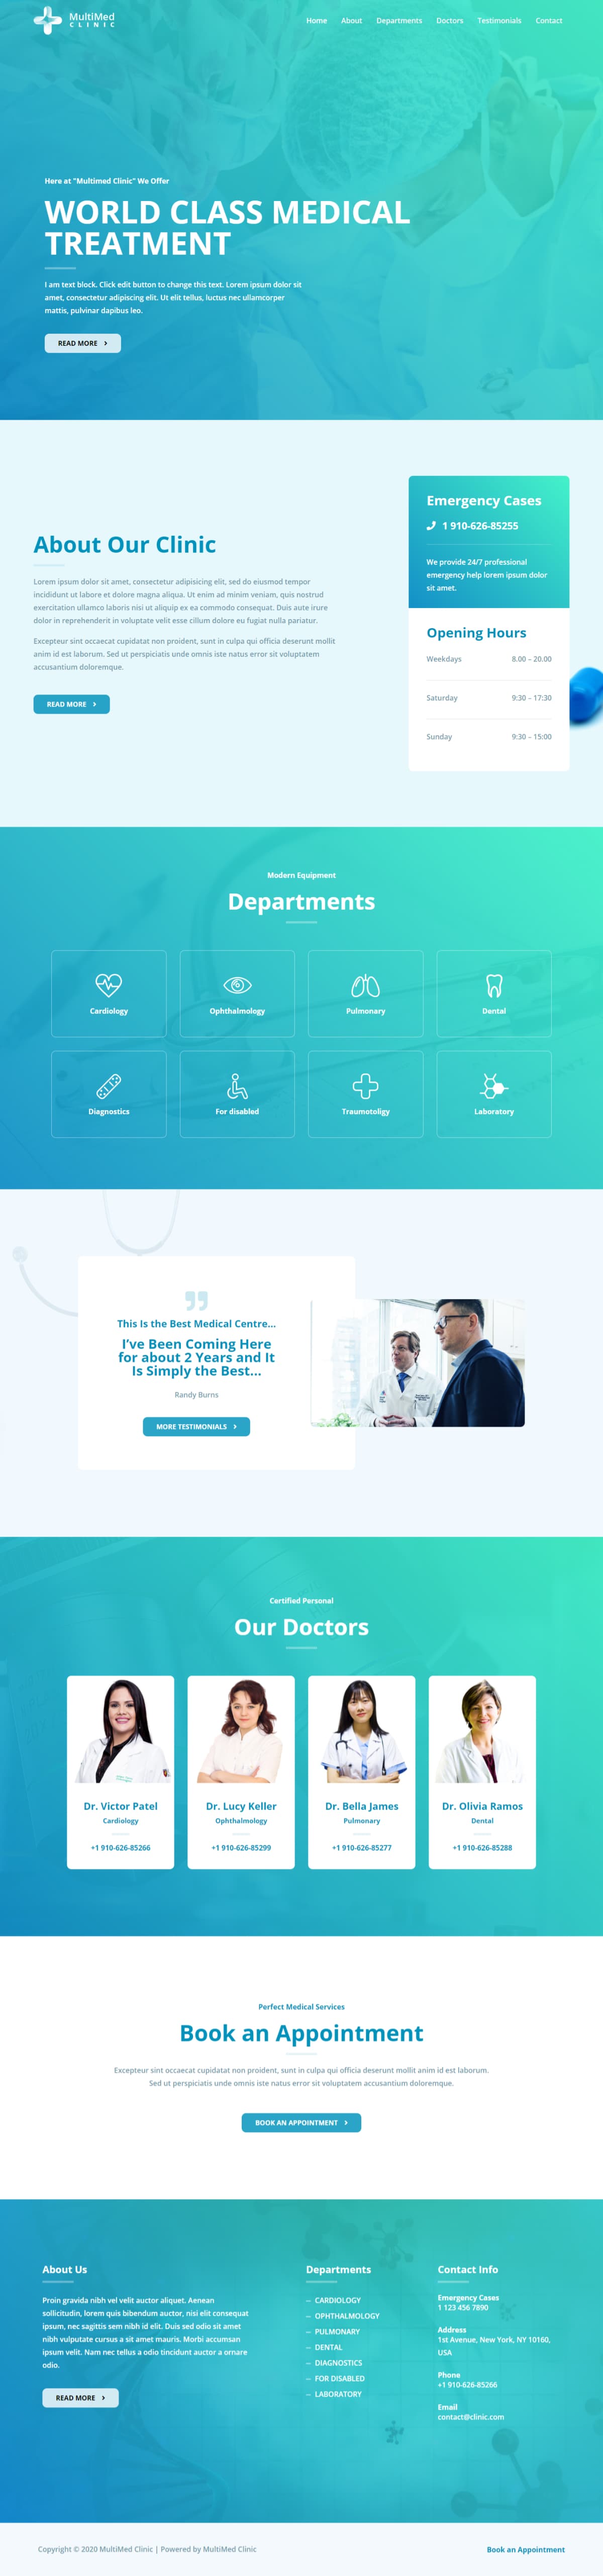 MultiMed
CLINIC
Home
About
Departments
Doctors
Testimonials
Contact
Here at "Multimed Clinic" We Offer
WORLD CLASS MEDICAL
TREATMENT
I am text block. Click edit button to change this text. Lorem ipsum dolor sit
amet, consectetur adipiscing elit. Ut elit tellus, luctus nec ullamcorper
mattis, pulvinar dapibus leo.
READ MORE
About Our Clinic
Lorem ipsum dolor sit amet, consectetur adipisicing elit, sed do eiusmod tempor
incididunt ut labore et dolore magna aliqua. Ut enim ad minim veniam, quis nostrud
exercitation ullamco laboris nisi ut aliquip ex ea commodo consequat. Duis aute irure
dolor in reprehenderit in voluptate velit esse cillum dolore eu fugiat nulla pariatur.
Excepteur sint occaecat cupidatat non proident, sunt in culpa qui officia deserunt mollit
anim id est laborum. Sed ut perspiciatis unde omnis iste natus error sit voluptatem
accusantium doloremque.
READ MORE
Emergency Cases
1 910-626-85255
We provide 24/7 professional
emergency help lorem ipsum dolor
sit amet.
Opening Hours
Weekdays 8.00 – 20.00
Saturday 9:30 – 17:30
Sunday 9:30 – 15:00
Modern Equipment
Departments
Cardiology
Ophthalmology
Pulmonary
Dental
Diagnostics
For disabled
Traumotoligy
Laboratory
This Is the Best Medical Centre...
I've Been Coming Here
for about 2 Years and It
Is Simply the Best...
Randy Burns
MORE TESTIMONIALS
Certified Personal
Our Doctors
Dr. Victor Patel
Cardiology
+1 910-626-85266
Dr. Lucy Keller
Ophthalmology
+1 910-626-85299
Dr. Bella James
Pulmonary
+1 910-626-85277
Dr. Olivia Ramos
Dental
+1 910-626-85288
Perfect Medical Services
Book an Appointment
Excepteur sint occaecat cupidatat non proident, sunt in culpa qui officia deserunt mollit anim id est laborum.
Sed ut perspiciatis unde omnis iste natus error sit voluptatem accusantium doloremque.
BOOK AN APPOINTMENT
About Us
Proin gravida nibh vel velit auctor aliquet. Aenean
sollicitudin, lorem quis bibendum auctor, nisi elit consequat
ipsum, nec sagittis sem nibh id elit. Duis sed odio sit amet
nibh vulputate cursus a sit amet mauris. Morbi accumsan
ipsum velit. Nam nec tellus a odio tincidunt auctor a ornare
odio.
READ MORE
Departments
– CARDIOLOGY
– OPHTHALMOLOGY
– PULMONARY
– DENTAL
– DIAGNOSTICS
– FOR DISABLED
– LABORATORY
Contact Info
Emergency Cases
1 123 456 7890
Address
1st Avenue, New York, NY 10160,
USA
Phone
+1 910-626-85266
Email
contact@clinic.com
Copyright © 2020 MultiMed Clinic | Powered by MultiMed Clinic
Book an Appointment